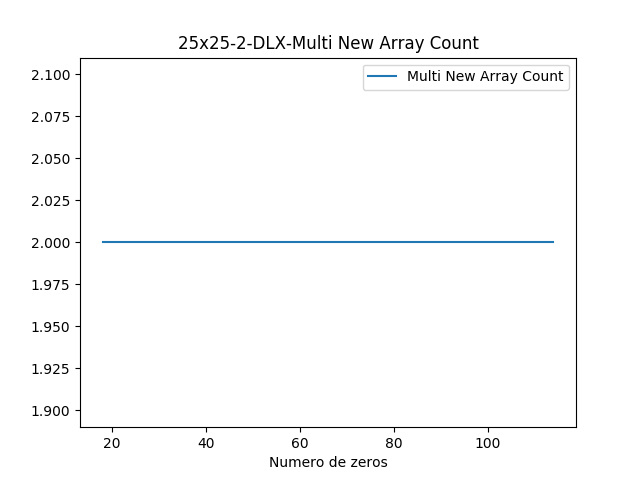 25x25-2-DLX-Multi New Array Count
Multi New Array Count
2.100
2.075
2.050
2.025
2.000
1.975
1.950
1.925
1.900
20 40 60 80 100
Numero de zeros